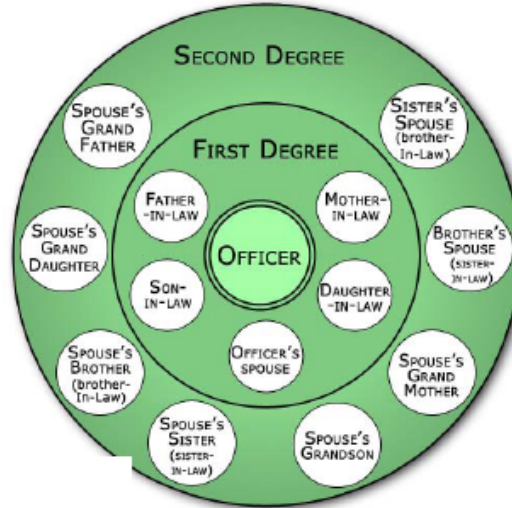 SECOND DEGREE
SPOUSE'S
GRAND
FATHER
SISTER'S
SPOUSE
(brother-
In-Law)
FIRST DEGREE
FATHER
-IN-LAW
MOTHER-
IN-LAW
SPOUSE'S
GRAND
DAUGHTER
OFFICER
BROTHER'S
SPOUSE
(SISTER-
IN-LAW)
SON-
IN-LAW
DAUGHTER
-IN-LAW
SPOUSE'S
BROTHER
(brother-
In-Law)
OFFICER'S
SPOUSE
SPOUSE'S
GRAND
MOTHER
SPOUSE'S
SISTER
(SISTER-
IN-LAW)
SPOUSE'S
GRANDSON